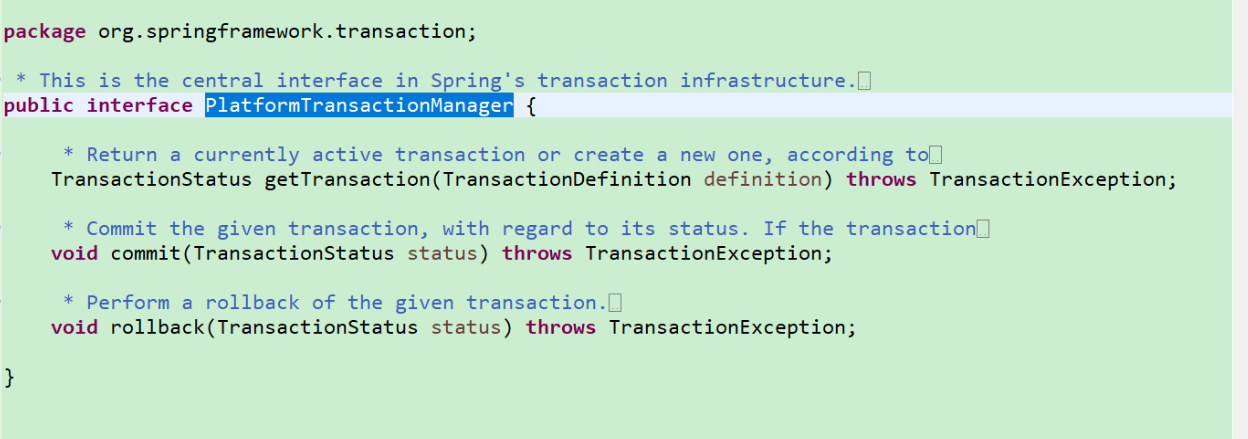 package org.springframework.transaction;
* This is the central interface in Spring's transaction infrastructure.
public interface PlatformTransactionManager {
* Return a currently active transaction or create a new one, according to
TransactionStatus getTransaction(TransactionDefinition definition) throws TransactionException;
* Commit the given transaction, with regard to its status. If the transaction
void commit(TransactionStatus status) throws TransactionException;
* Perform a rollback of the given transaction.
void rollback(TransactionStatus status) throws TransactionException;
}